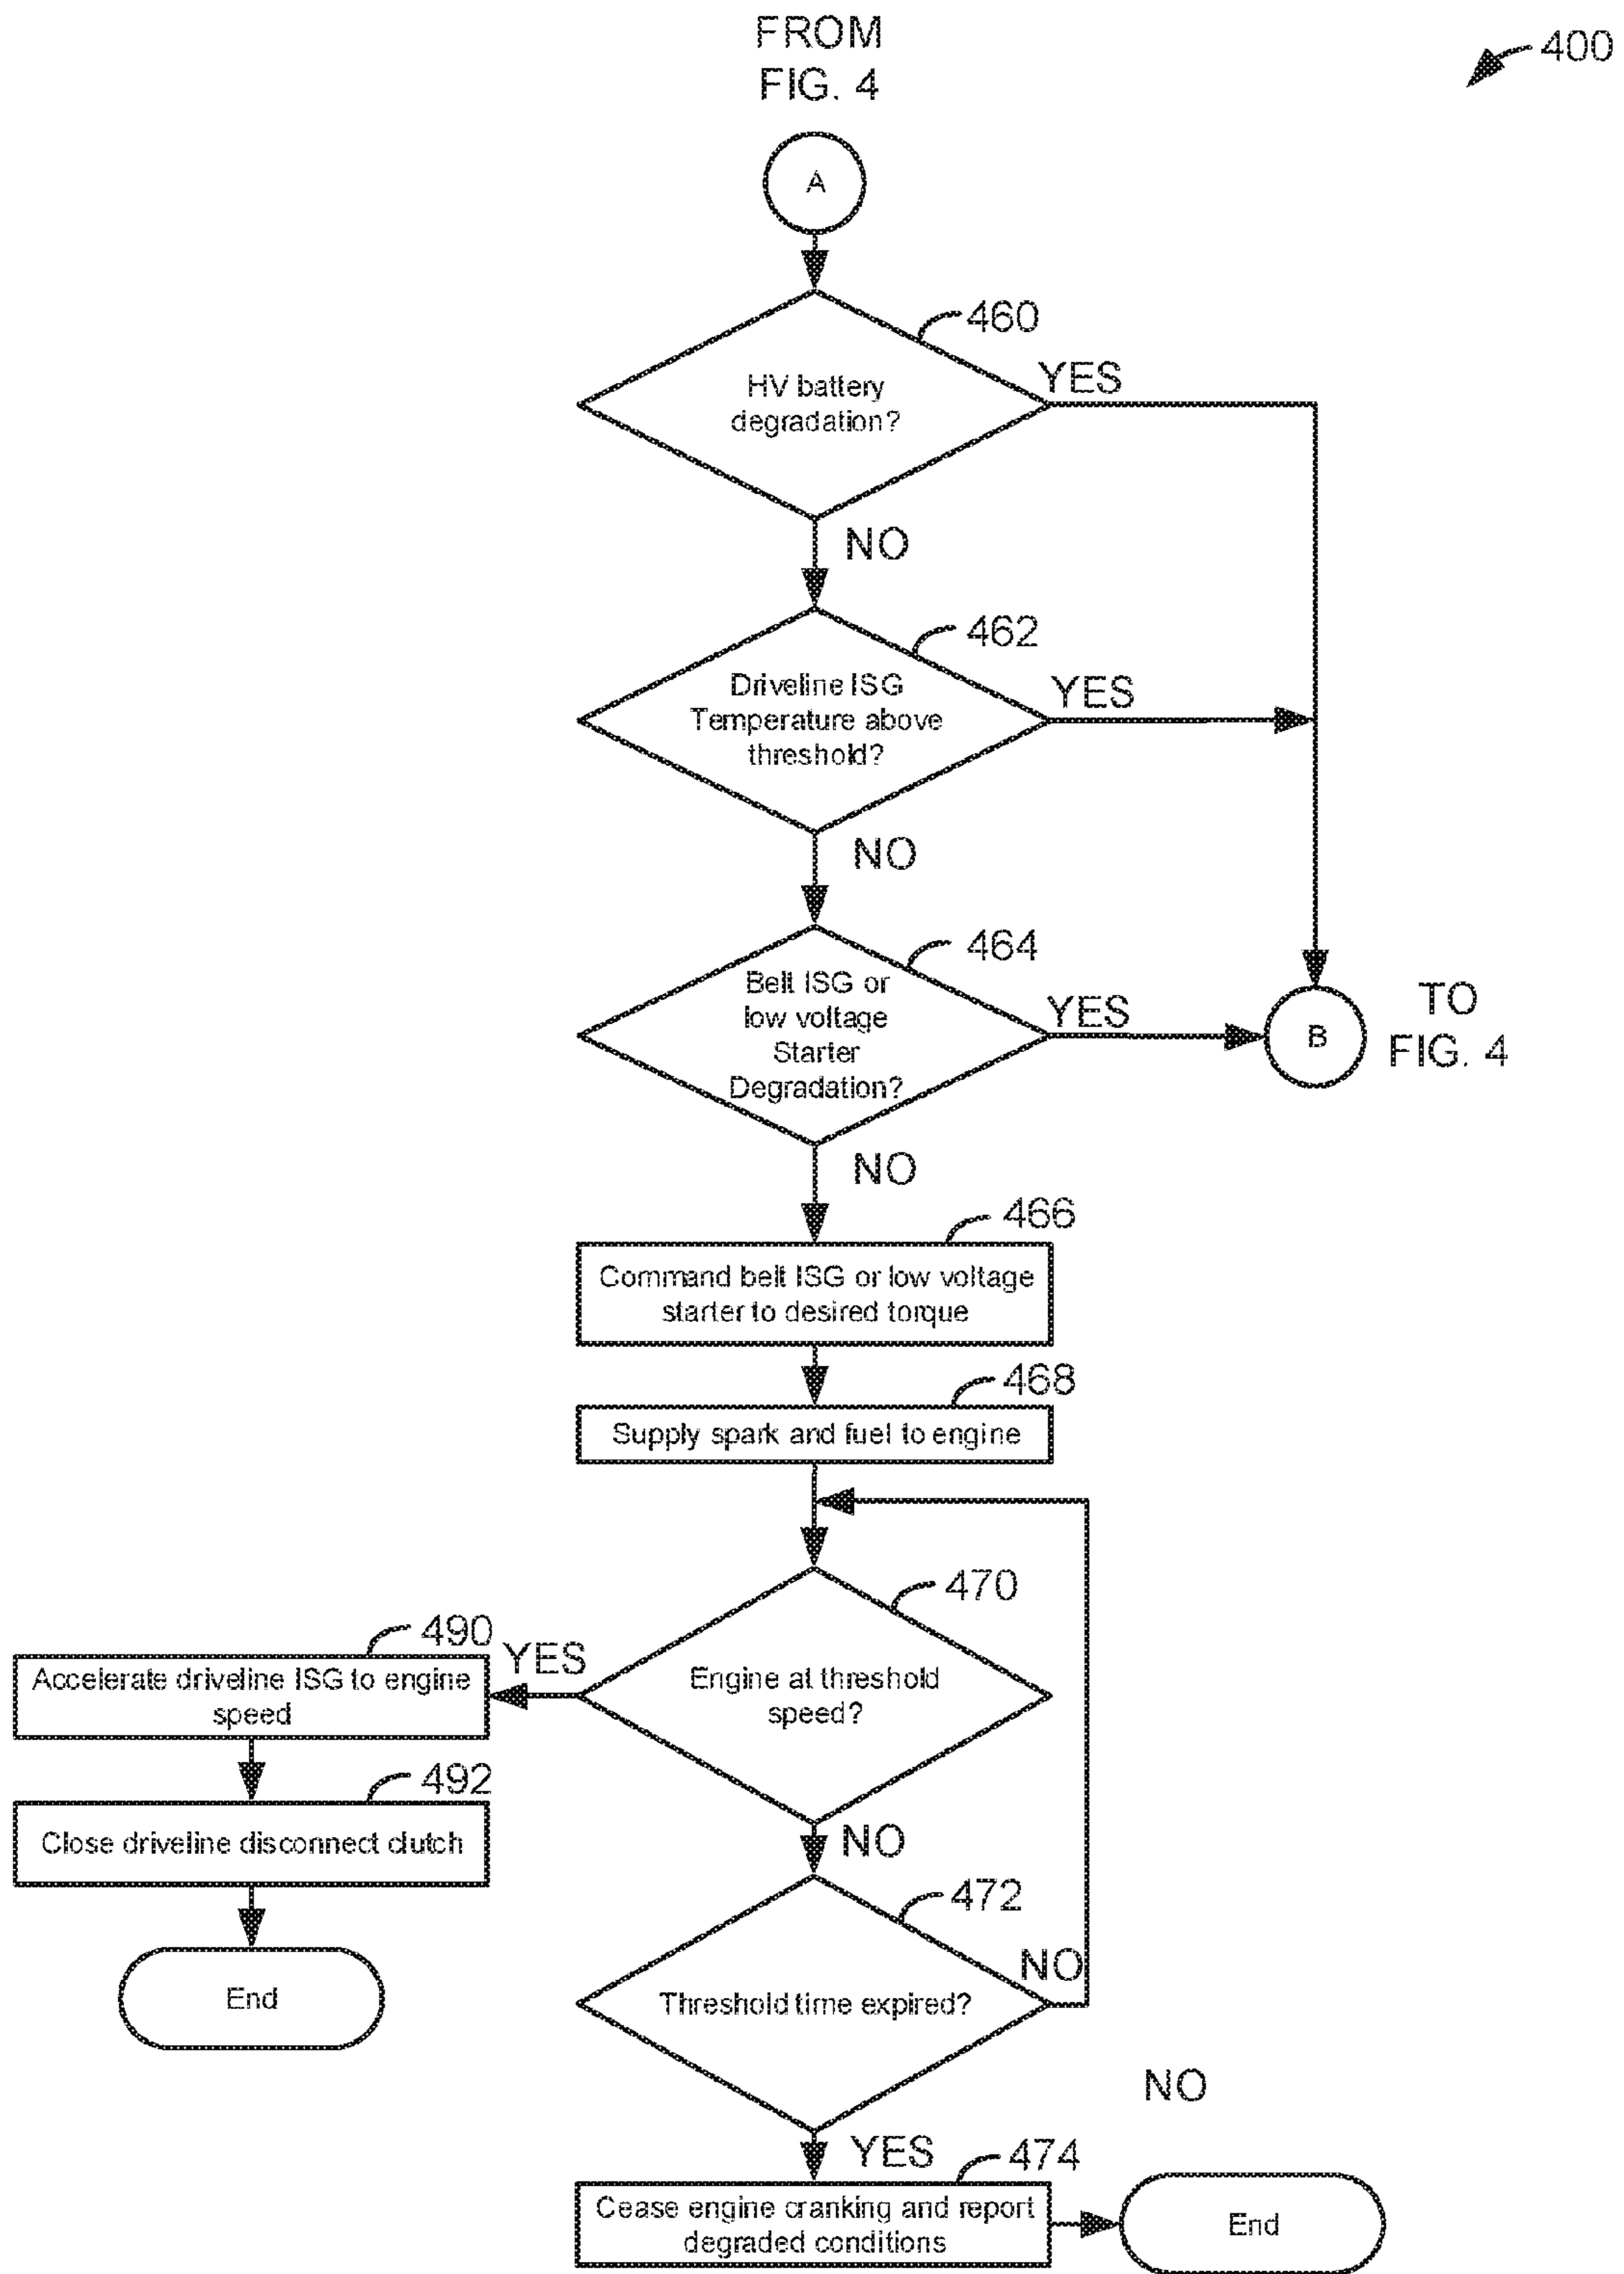 FROM
FIG. 4
400
A
460
HV battery
degradation?
YES
NO
462
Driveline ISG
Temperature above
threshold?
YES
NO
464
Belt ISG or
low voltage
Starter
Degradation?
YES
B
TO
FIG. 4
NO
466
Command belt ISG or low voltage
starter to desired torque
468
Supply spark and fuel to engine
470
Engine at threshold
speed?
YES
490
Accelerate driveline ISG to engine
speed
492
Close driveline disconnect clutch
End
NO
472
Threshold time expired?
NO
NO
YES
474
Cease engine cranking and report
degraded conditions
End